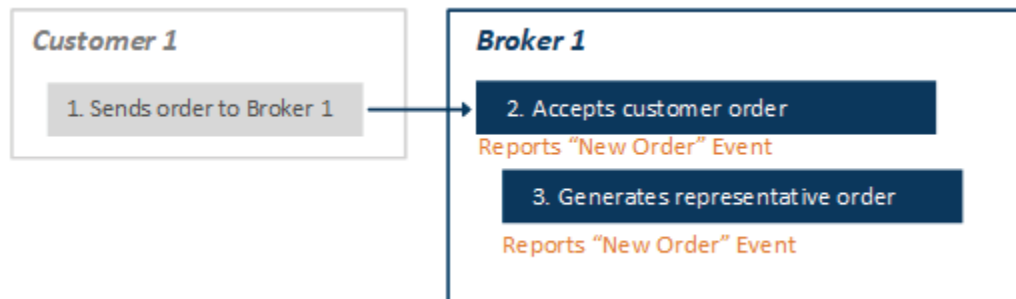 Customer 1
1. Sends order to Broker 1
Broker 1
2. Accepts customer order
Reports “New Order” Event
3. Generates representative order
Reports “New Order” Event